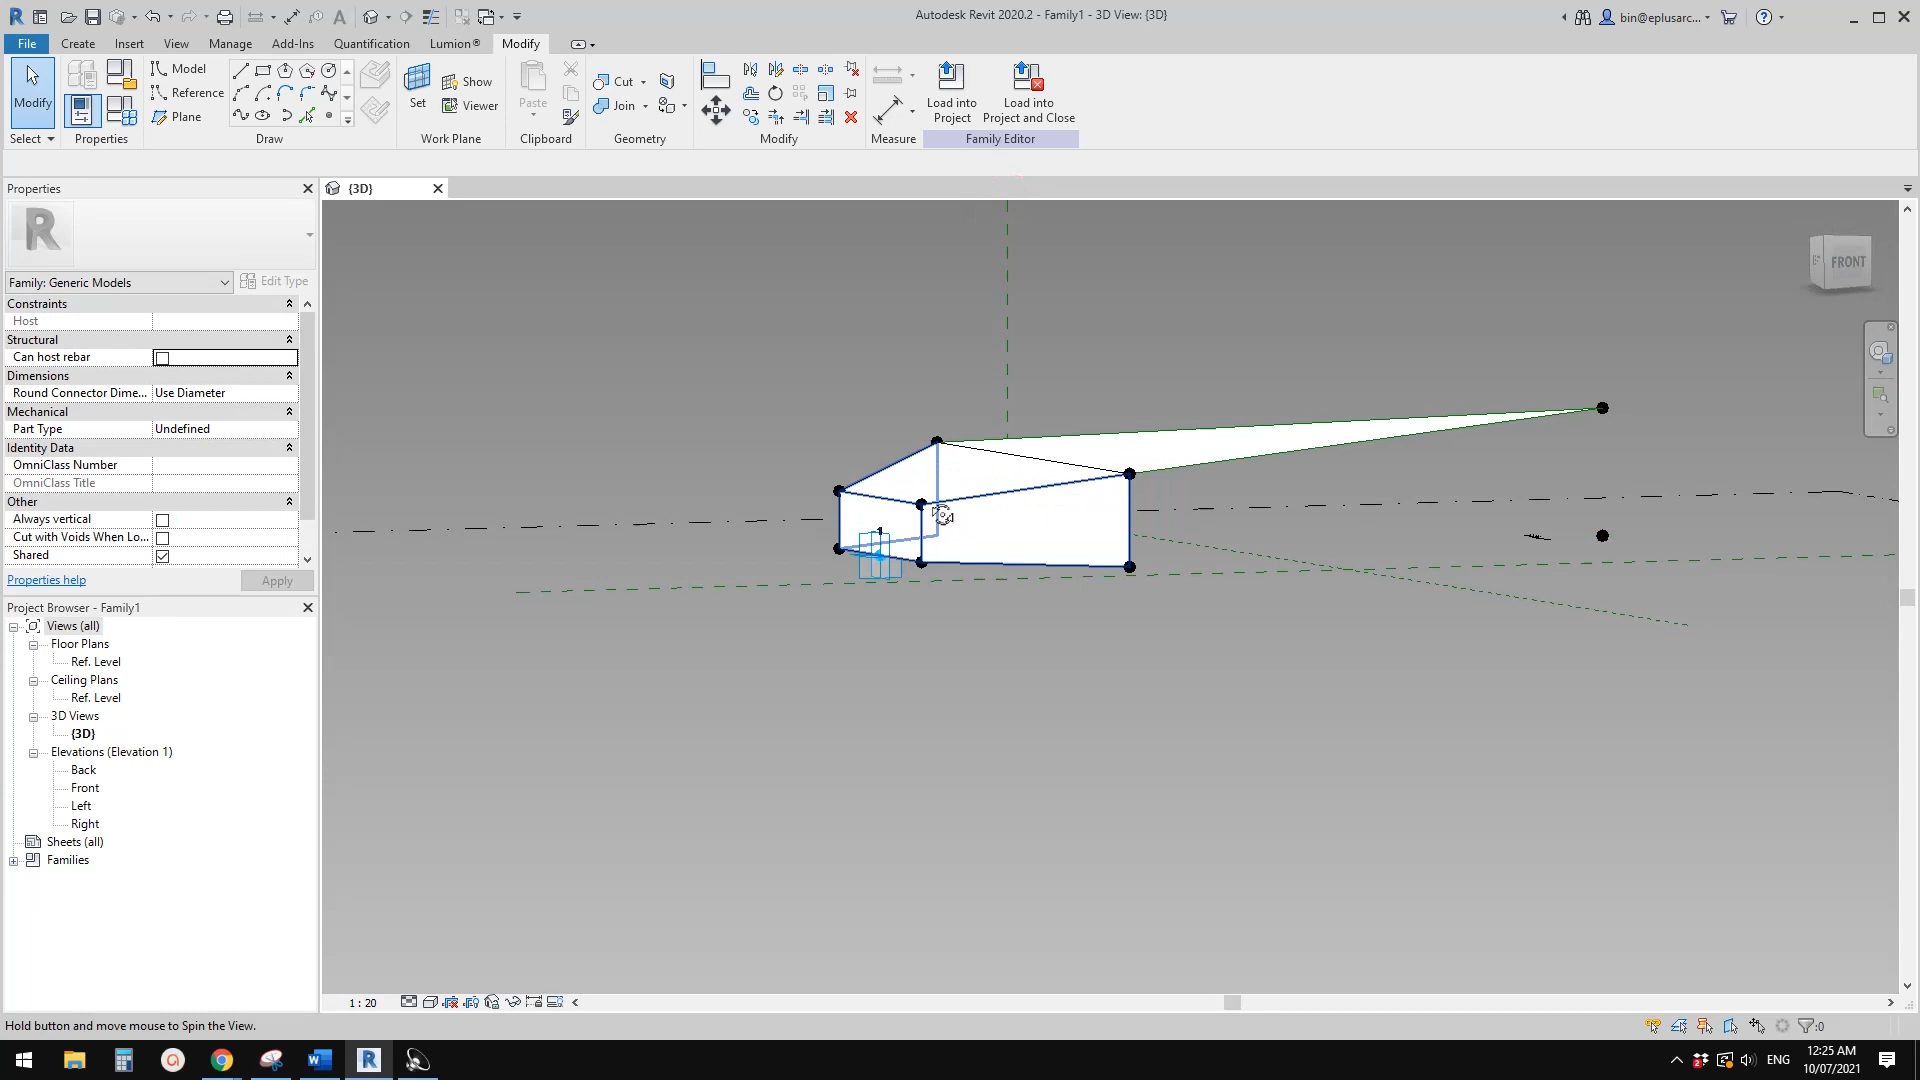 Autodesk Revit 2020.2 - Family1 - 3D View: {3D}
bin@eplusarc...
File Create Insert View Manage Add-Ins Quantification Lumion® Modify
Modify
Select
Properties
Model
Reference
Plane
Draw
Set
Show
Viewer
Work Plane
Paste
Clipboard
Cut
Join
Geometry
Modify
Measure
Load into
Project
Load into
Project and Close
Family Editor
Properties
{3D}
R
Family: Generic Models
Edit Type
Constraints
Host
Structural
Can host rebar
Dimensions
Round Connector Dime... Use Diameter
Mechanical
Part Type Undefined
Identity Data
OmniClass Number
OmniClass Title
Other
Always vertical
Cut with Voids When Lo...
Shared
Properties help
Apply
Project Browser - Family1
Views (all)
Floor Plans
Ref. Level
Ceiling Plans
Ref. Level
3D Views
{3D}
Elevations (Elevation 1)
Back
Front
Left
Right
Sheets (all)
Families
FRONT
1 : 20
Hold button and move mouse to Spin the View.
:0
ENG
12:25 AM
10/07/2021